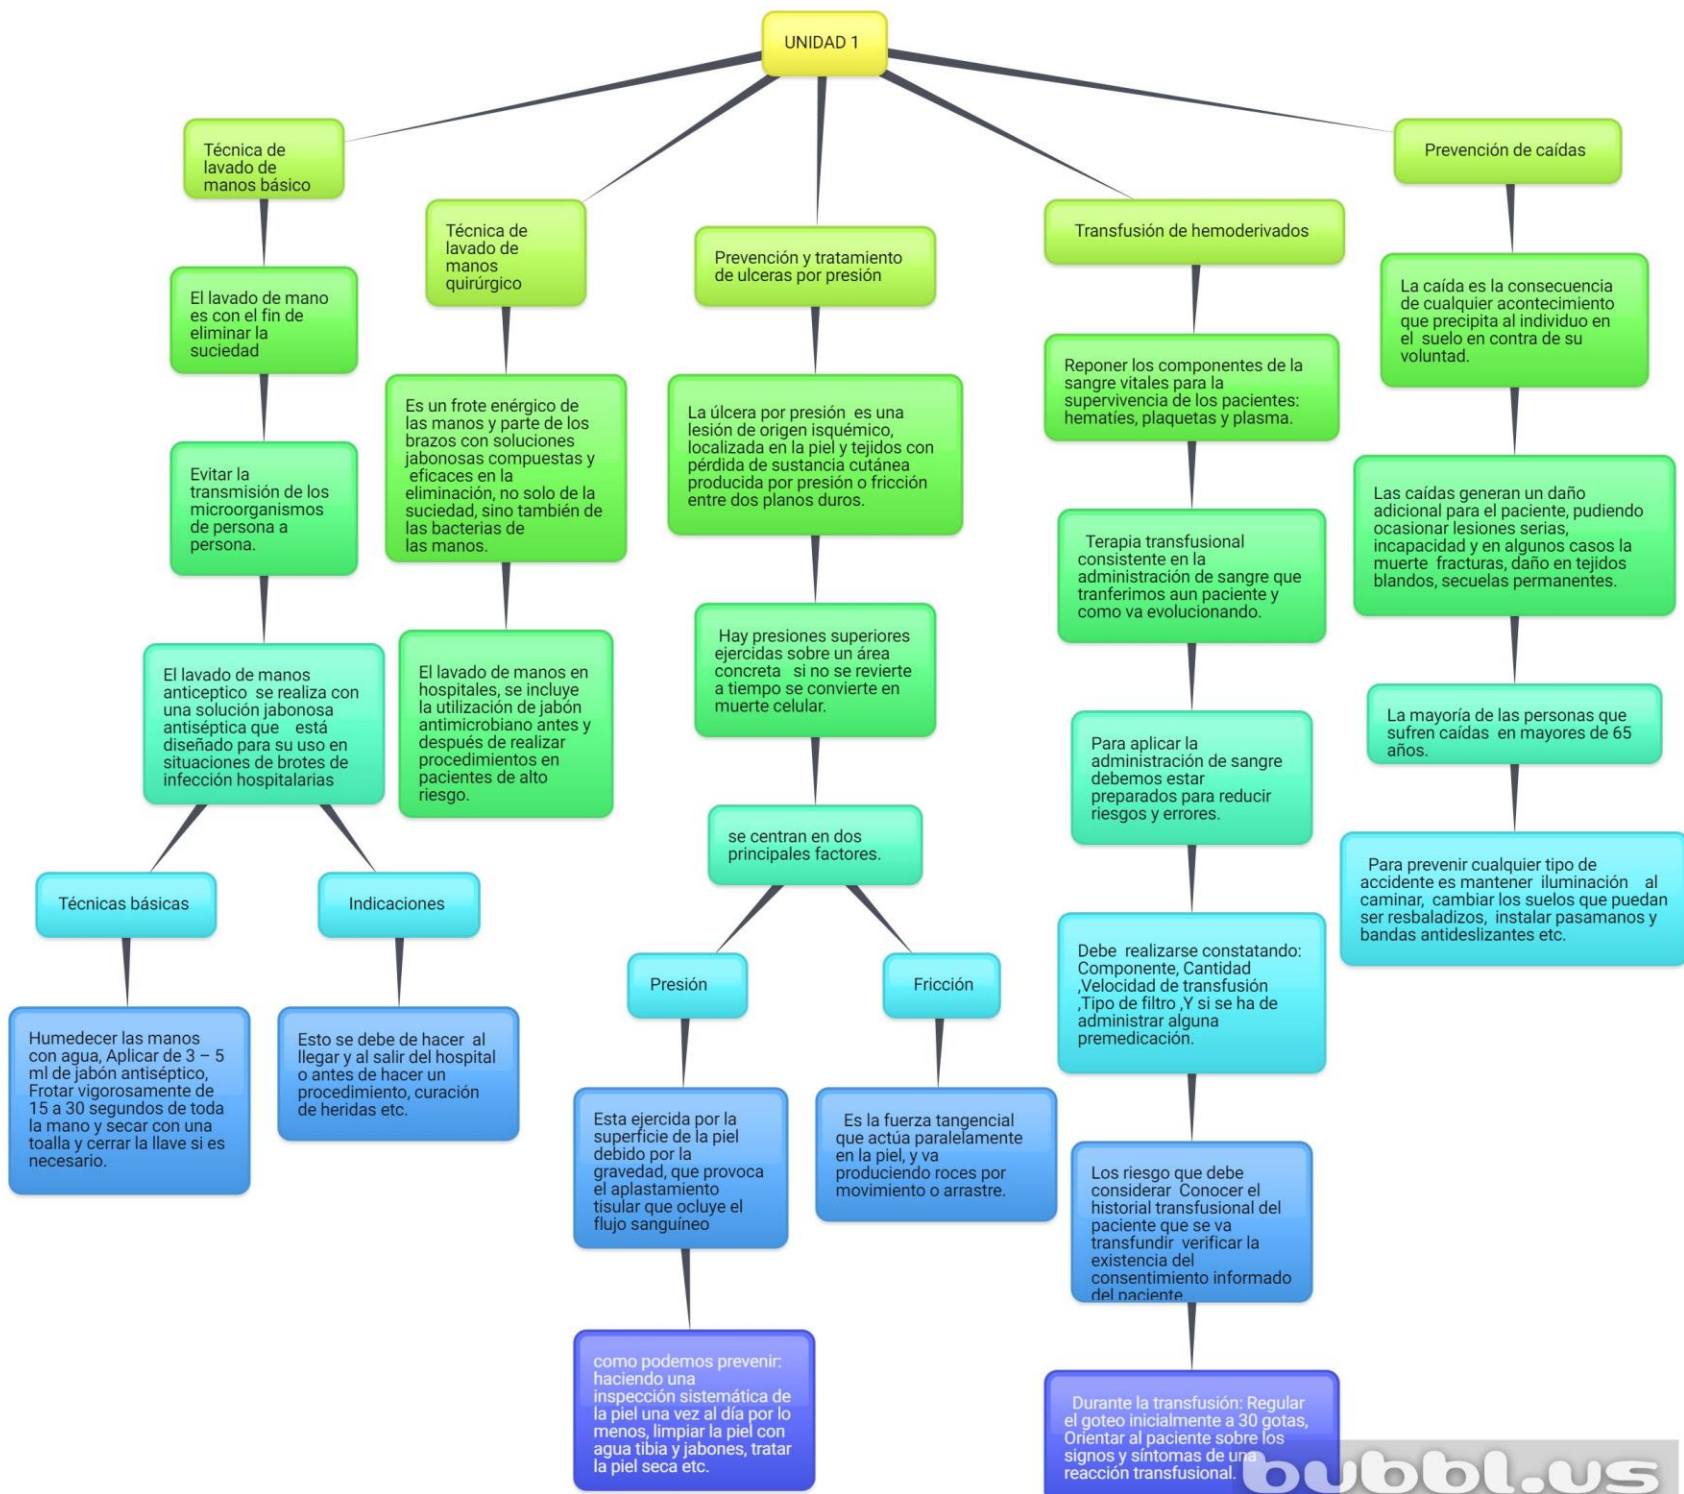 UNIDAD 1
Técnica de
lavado de
manos básico
El lavado de mano
es con el fin de
eliminar la
suciedad
Evitar la
transmisión de los
microorganismos
de persona a
persona.
El lavado de manos
anticeptico se realiza con
una solución jabonosa
antiséptica que está
diseñado para su uso en
situaciones de brotes de
infección hospitalarias
Técnicas básicas
Humedecer las manos
con agua, Aplicar de 3 – 5
ml de jabón antiséptico,
Frotar vigorosamente de
15 a 30 segundos de toda
la mano y secar con una
toalla y cerrar la llave si es
necesario.
Indicaciones
Esto se debe de hacer al
llegar y al salir del hospital
o antes de hacer un
procedimiento, curación
de heridas etc.
Técnica de
lavado de
manos
quirúrgico
Es un frote enérgico de
las manos y parte de los
brazos con soluciones
jabonosas compuestas y
eficaces en la
eliminación, no solo de la
suciedad, sino también de
las bacterias de
las manos.
El lavado de manos en
hospitales, se incluye
la utilización de jabón
antimicrobiano antes y
después de realizar
procedimientos en
pacientes de alto
riesgo.
Prevención y tratamiento
de ulceras por presión
La úlcera por presión es una
lesión de origen isquémico,
localizada en la piel y tejidos con
pérdida de sustancia cutánea
producida por presión o fricción
entre dos planos duros.
Hay presiones superiores
ejercidas sobre un área
concreta si no se revierte
a tiempo se convierte en
muerte celular.
se centran en dos
principales factores.
Presión
Esta ejercida por la
superficie de la piel
debido por la
gravedad, que provoca
el aplastamiento
tisular que ocluye el
flujo sanguíneo
como podemos prevenir:
haciendo una
inspección sistemática de
la piel una vez al día por lo
menos, limpiar la piel con
agua tibia y jabones, tratar
la piel seca etc.
Fricción
Es la fuerza tangencial
que actúa paralelamente
en la piel, y va
produciendo roces por
movimiento o arrastre.
Transfusión de hemoderivados
Reponer los componentes de la
sangre vitales para la
supervivencia de los pacientes:
hematíes, plaquetas y plasma.
Terapia transfusional
consistente en la
administración de sangre que
tranferimos aun paciente y
como va evolucionando.
Para aplicar la
administración de sangre
debemos estar
preparados para reducir
riesgos y errores.
Debe realizarse constatando:
Componente, Cantidad
,Velocidad de transfusión
,Tipo de filtro ,Y si se ha de
administrar alguna
premedicación.
Los riesgo que debe
considerar Conocer el
historial transfusional del
paciente que se va
transfundir verificar la
existencia del
consentimiento informado
del paciente.
Durante la transfusión: Regular
el goteo inicialmente a 30 gotas,
Orientar al paciente sobre los
signos y síntomas de una
reacción transfusional.
Prevención de caídas
La caída es la consecuencia
de cualquier acontecimiento
que precipita al individuo en
el suelo en contra de su
voluntad.
Las caídas generan un daño
adicional para el paciente, pudiendo
ocasionar lesiones serias,
incapacidad y en algunos casos la
muerte fracturas, daño en tejidos
blandos, secuelas permanentes.
La mayoría de las personas que
sufren caídas en mayores de 65
años.
Para prevenir cualquier tipo de
accidente es mantener iluminación al
caminar, cambiar los suelos que puedan
ser resbaladizos, instalar pasamanos y
bandas antideslizantes etc.
bubbl.us